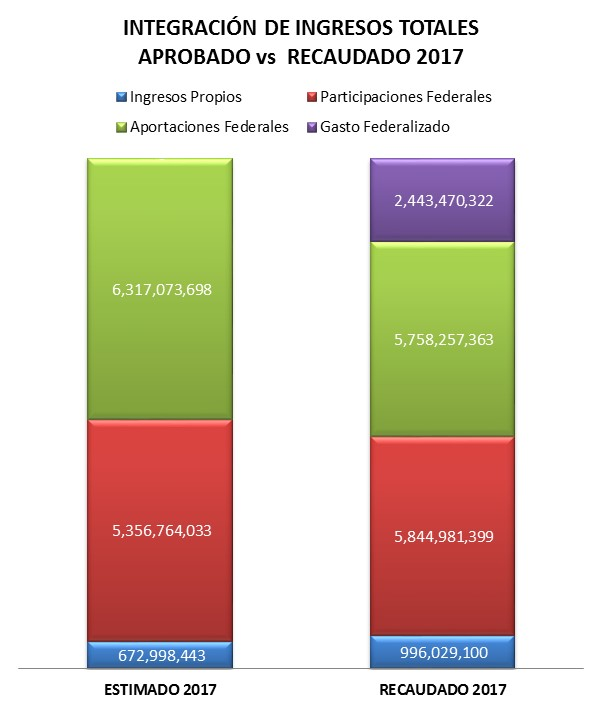 INTEGRACIÓN DE INGRESOS TOTALES
APROBADO vs RECAUDADO 2017
Ingresos Propios
Participaciones Federales
Aportaciones Federales
Gasto Federalizado
2,443,470,322
6,317,073,698
5,758,257,363
5,356,764,033
5,844,981,399
672,998,443
996,029,100
ESTIMADO 2017
RECAUDADO 2017